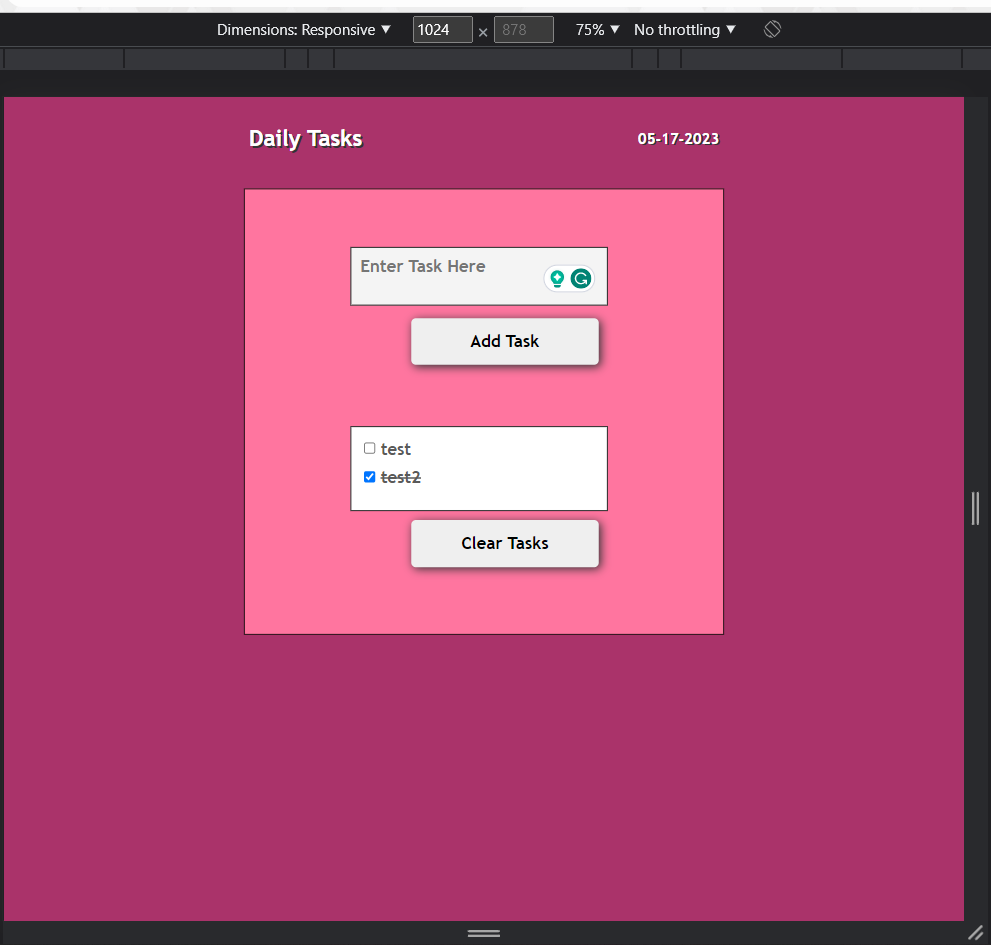 Dimensions: Responsive ▼ 1024 × 878 75% ▼ No throttling ▼
Daily Tasks 05-17-2023
Enter Task Here
Add Task
test
test2
Clear Tasks